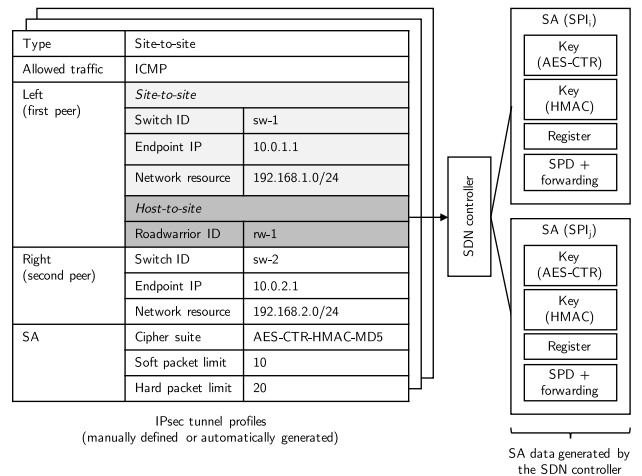 Type Site-to-site
Allowed traffic ICMP
Left
(first peer)
Site-to-site
Switch ID sw-1
Endpoint IP 10.0.1.1
Network resource 192.168.1.0/24
Host-to-site
Roadwarrior ID rw-1
Right
(second peer)
Switch ID sw-2
Endpoint IP 10.0.2.1
Network resource 192.168.2.0/24
SA Cipher suite AES-CTR-HMAC-MD5
Soft packet limit 10
Hard packet limit 20
IPsec tunnel profiles
(manually defined or automatically generated)
SDN controller
SA (SPIi)
Key
(AES-CTR)
Key
(HMAC)
Register
SPD +
forwarding
SA (SPIj)
Key
(AES-CTR)
Key
(HMAC)
Register
SPD +
forwarding
SA data generated by
the SDN controller